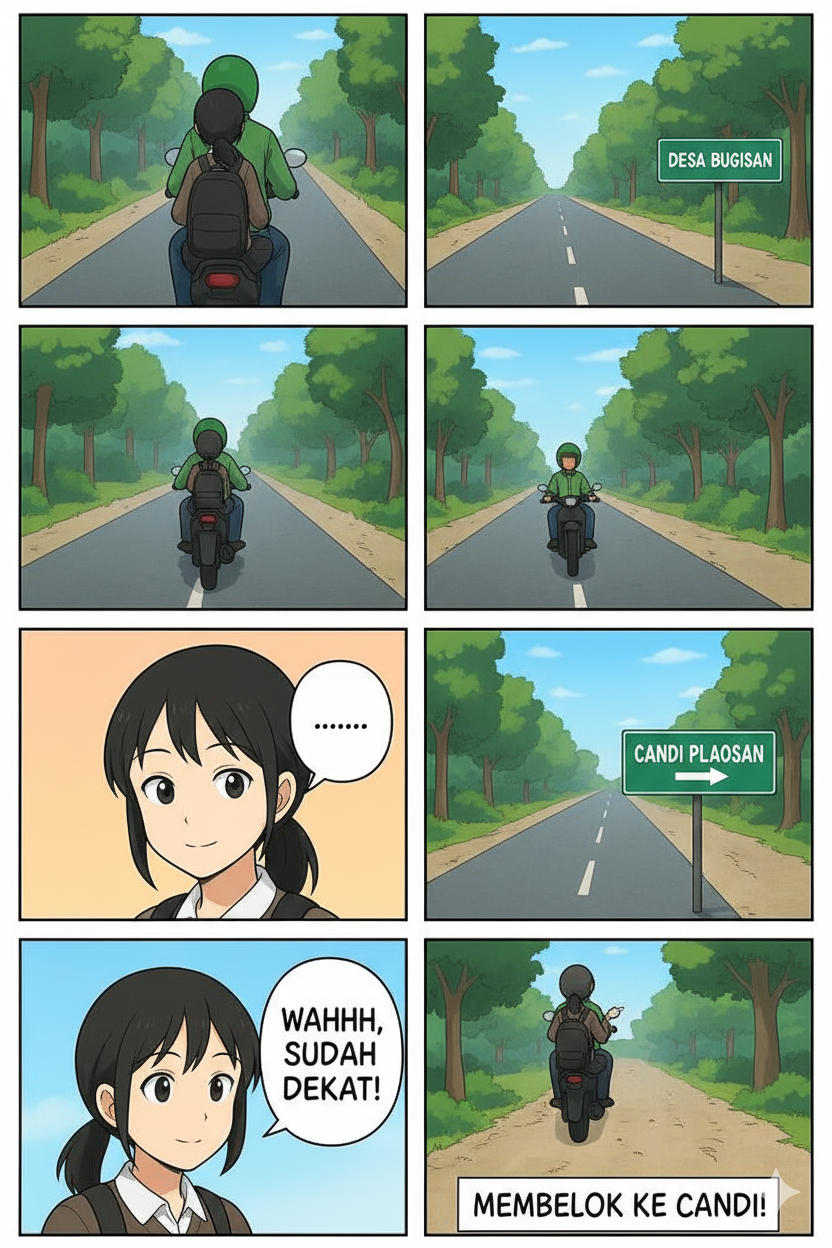 DESA BUGISAN
.......
CANDI PLAOSAN
WAHHH,
SUDAH
DEKAT!
MEMBELOK KE CANDI!